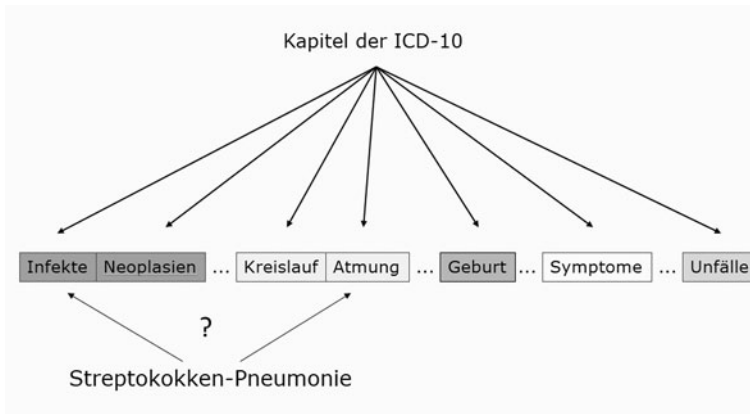 Kapitel der ICD-10
Infekte Neoplasien ... Kreislauf Atmung ... Geburt ... Symptome ... Unfälle
?
Streptokokken-Pneumonie